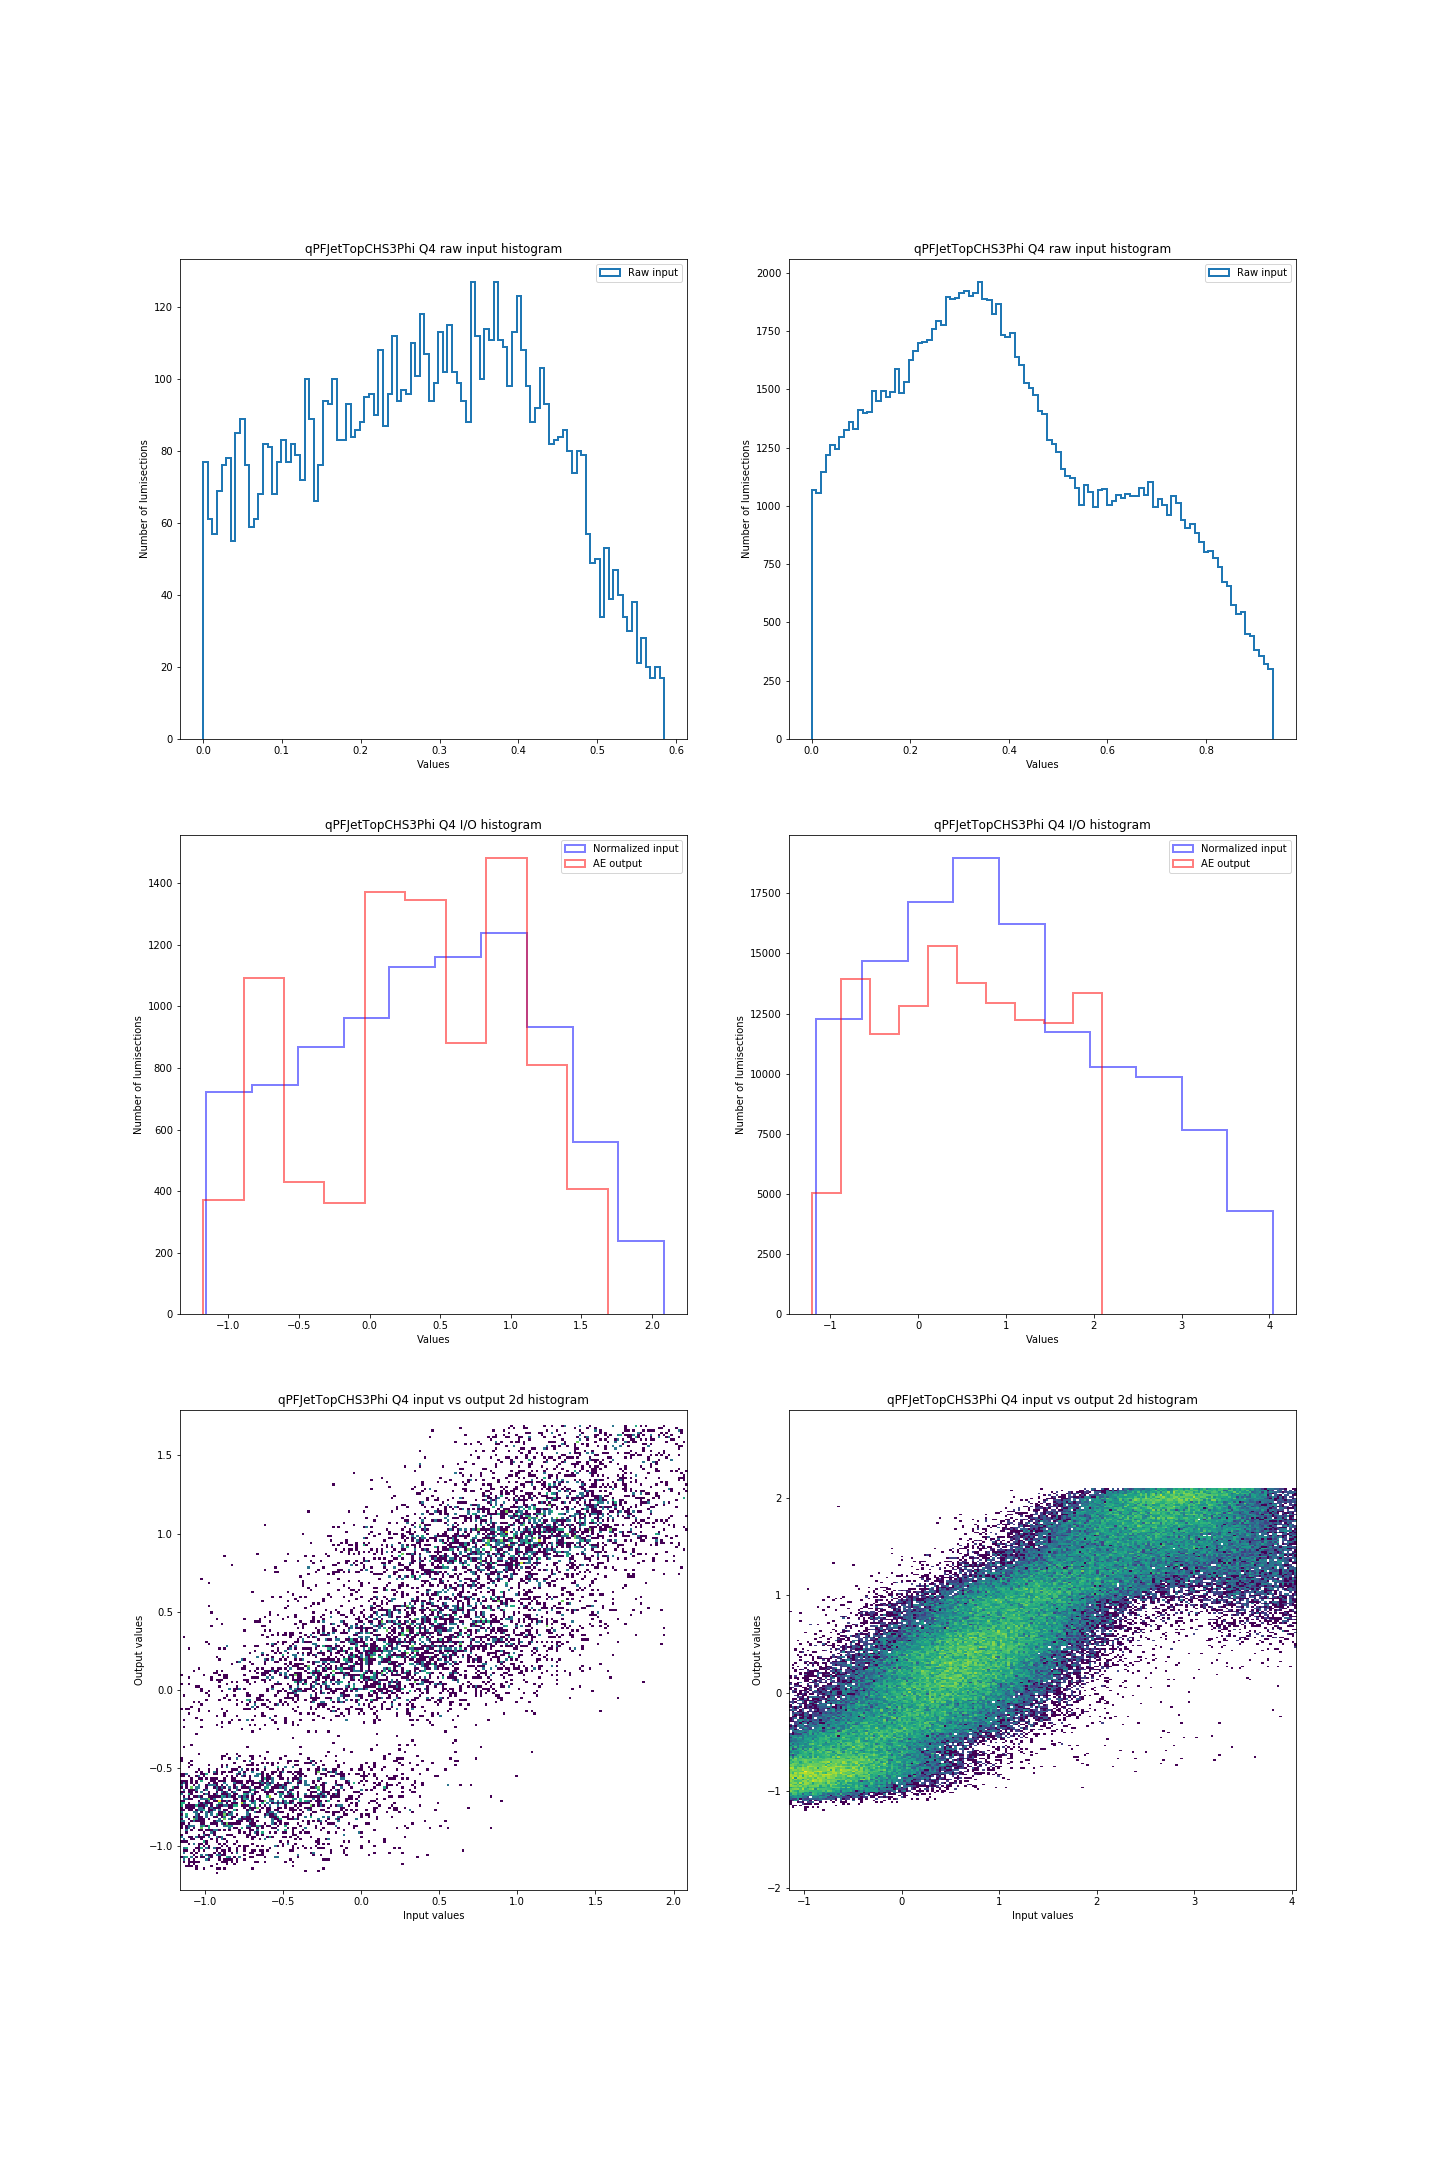 qPFJetTopCHS3Phi Q4 raw input histogram
Raw input
Number of lumisections
0
20
40
60
80
100
120
0.0 0.1 0.2 0.3 0.4 0.5 0.6
Values
qPFJetTopCHS3Phi Q4 raw input histogram
Raw input
Number of lumisections
0
250
500
750
1000
1250
1500
1750
2000
0.0 0.2 0.4 0.6 0.8
Values
qPFJetTopCHS3Phi Q4 I/O histogram
Normalized input
AE output
Number of lumisections
0
200
400
600
800
1000
1200
1400
−1.0 −0.5 0.0 0.5 1.0 1.5 2.0
Values
qPFJetTopCHS3Phi Q4 I/O histogram
Normalized input
AE output
Number of lumisections
0
2500
5000
7500
10000
12500
15000
17500
−1 0 1 2 3 4
Values
qPFJetTopCHS3Phi Q4 input vs output 2d histogram
Output values
−1.0
−0.5
0.0
0.5
1.0
1.5
−1.0 −0.5 0.0 0.5 1.0 1.5 2.0
Input values
qPFJetTopCHS3Phi Q4 input vs output 2d histogram
Output values
−2
−1
0
1
2
−1 0 1 2 3 4
Input values